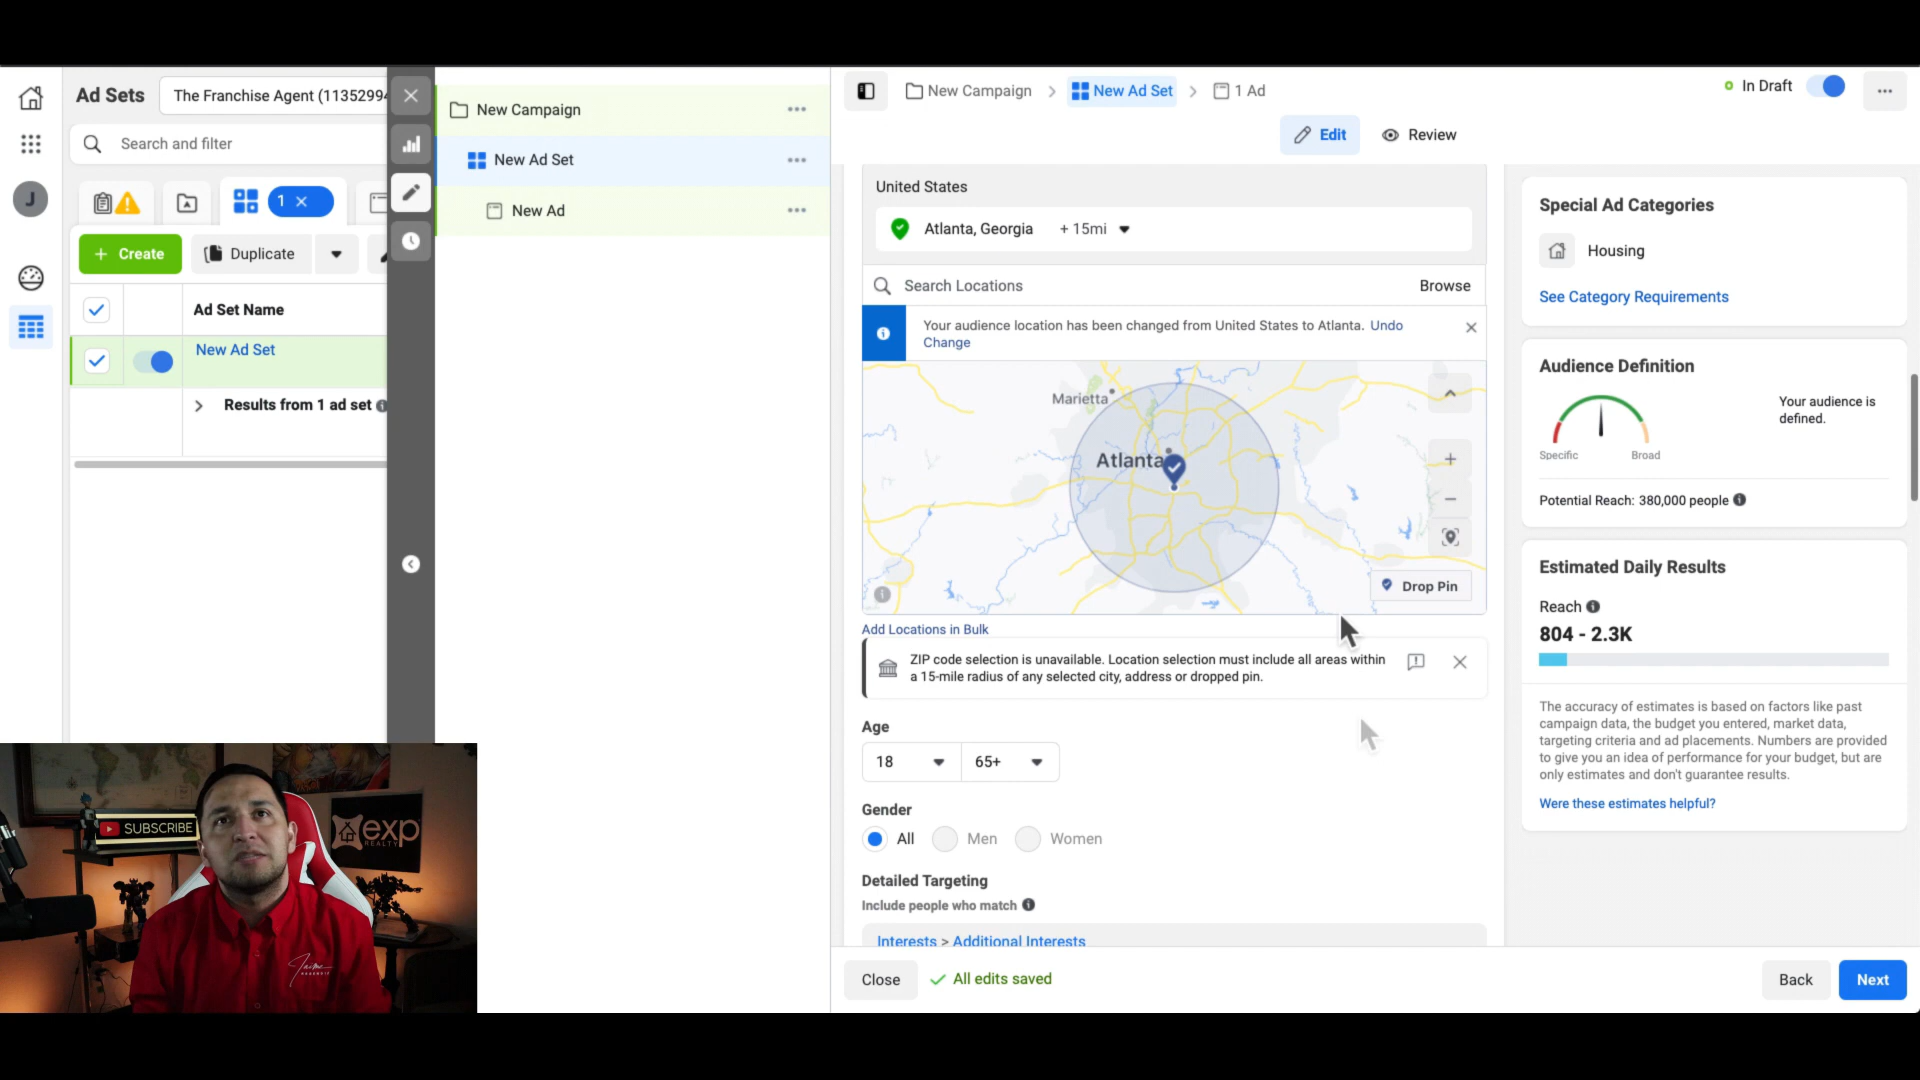 Ad Sets
The Franchise Agent (11352994
Search and filter
J
1
Create
Duplicate
Ad Set Name
New Ad Set
Results from 1 ad set
New Campaign
New Ad Set
New Ad
New Campaign > New Ad Set > 1 Ad
In Draft
Edit
Review
United States
Atlanta, Georgia + 15mi
Search Locations
Browse
Your audience location has been changed from United States to Atlanta. Undo
Change
Marietta
Atlanta
Drop Pin
Add Locations in Bulk
ZIP code selection is unavailable. Location selection must include all areas within
a 15-mile radius of any selected city, address or dropped pin.
Age
18
65+
Gender
All
Men
Women
Detailed Targeting
Include people who match
Interests > Additional Interests
Close
All edits saved
Back
Next
Special Ad Categories
Housing
See Category Requirements
Audience Definition
Your audience is
defined.
Specific
Broad
Potential Reach: 380,000 people
Estimated Daily Results
Reach
804 - 2.3K
The accuracy of estimates is based on factors like past
campaign data, the budget you entered, market data,
targeting criteria and ad placements. Numbers are provided
to give you an idea of performance for your budget, but are
only estimates and don't guarantee results.
Were these estimates helpful?
SUBSCRIBE
exp
REALTY
Jaime